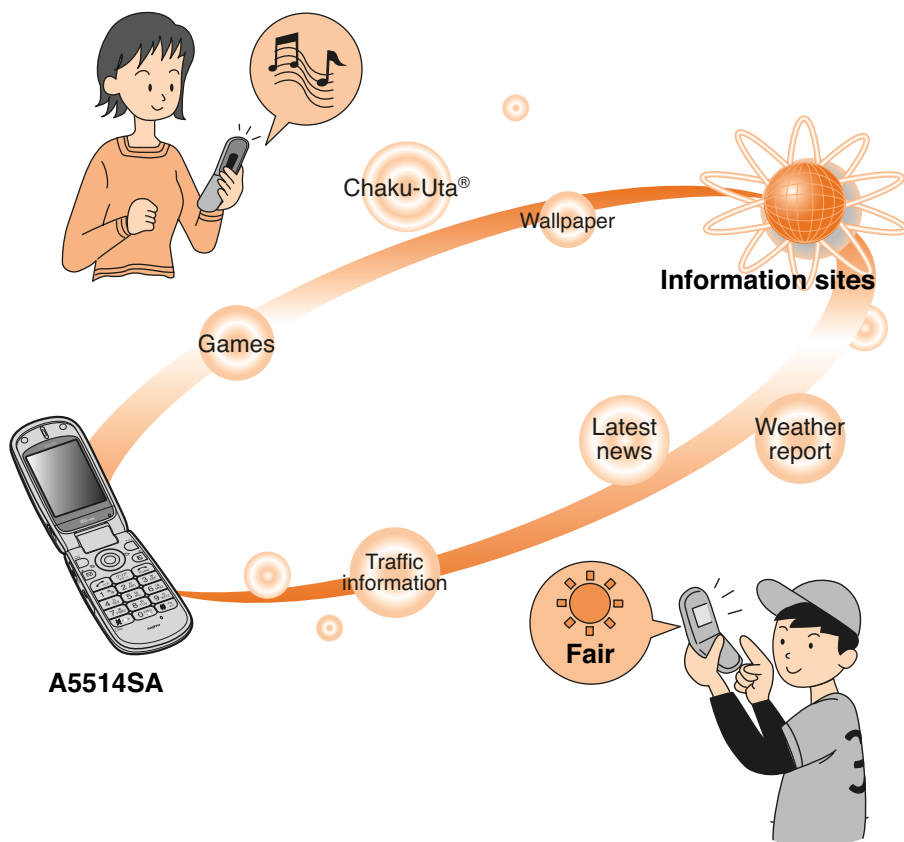 Chaku-Uta®
Wallpaper
Information sites
Games
Latest
news
Weather
report
Traffic
information
Fair
A5514SA